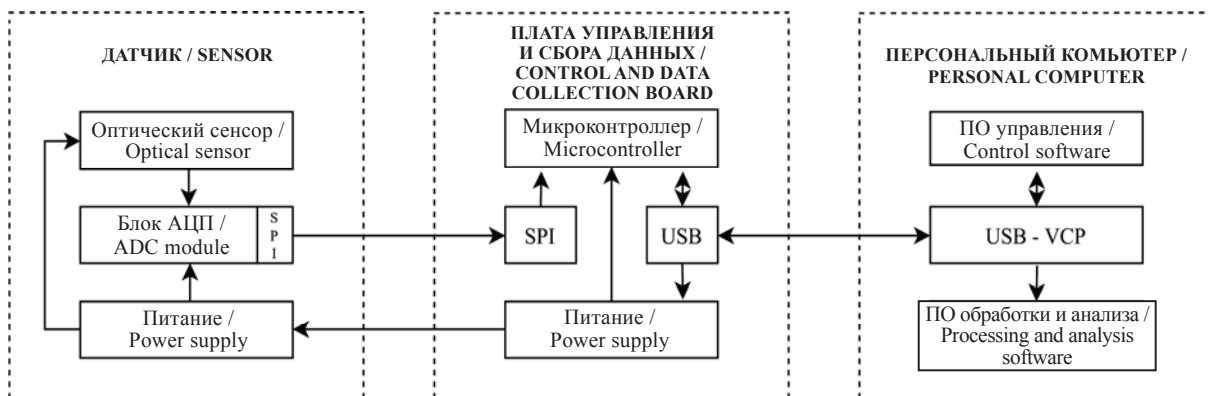 ДАТЧИК / SENSOR
Оптический сенсор /
Optical sensor
Блок АЦП /
ADC module
S
P
I
Питание /
Power supply
ПЛАТА УПРАВЛЕНИЯ
И СБОРА ДАННЫХ /
CONTROL AND DATA
COLLECTION BOARD
Микроконтроллер /
Microcontroller
SPI
USB
Питание /
Power supply
ПЕРСОНАЛЬНЫЙ КОМЬЮТЕР /
PERSONAL COMPUTER
ПО управления /
Control software
USB - VCP
ПО обработки и анализа /
Processing and analysis
software